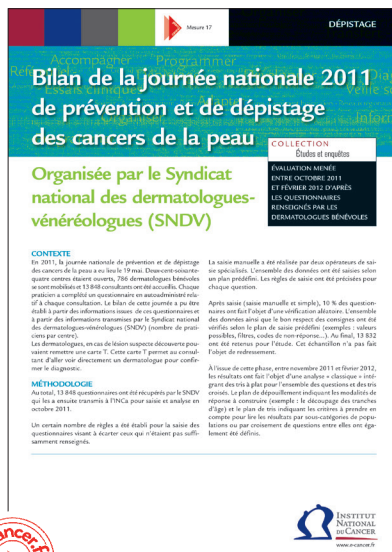 Mesure 17
DÉPISTAGE
Accompagner Programmer
Essais cliniques
Bilan de la journée nationale 2011
de prévention et de dépistage
des cancers de la peau
COLLECTION
Études et enquêtes
ÉVALUATION MENÉE
ENTRE OCTOBRE 2011
ET FÉVRIER 2012 D'APRÈS
LES QUESTIONNAIRES
RENSEIGNÉS PAR LES
DERMATOLOGUES BÉNÉVOLES
Organisée par le Syndicat
national des dermatologues-
vénéréologues (SNDV)
CONTEXTE
En 2011, la journée nationale de prévention et de dépistage
des cancers de la peau a eu lieu le 19 mai. Deux-cent-soixante-
quatre centres étaient ouverts, 786 dermatologues bénévoles
se sont mobilisés et 13 848 consultants ont été accueillis. Chaque
praticien a complété un questionnaire en autoadministré rela-
tif à chaque consultation. Le bilan de cette journée a pu être
établi à partir des informations issues de ces questionnaires et
à partir des informations transmises par le Syndicat national
des dermatologues-vénéréologues (SNDV) (nombre de prati-
ciens par centre).
Les dermatologues, en cas de lésion suspecte découverte pou-
vaient remettre une carte T. Cette carte T permet au consul-
tant d'aller voir directement un dermatologue pour confir-
mer le diagnostic.
MÉTHODOLOGIE
Au total, 13 848 questionnaires ont été récupérés par le SNDV
qui les a ensuite transmis à l'INCa pour saisie et analyse en
octobre 2011.
Un certain nombre de règles a été établi pour la saisie des
questionnaires visant à écarter ceux qui n'étaient pas suffi-
samment renseignés.
La saisie manuelle a été réalisée par deux opérateurs de sai-
sie spécialisés. L'ensemble des données ont été saisies selon
un plan prédéfini. Les règles de saisie ont été précisées pour
chaque question.
Après saisie (saisie manuelle et simple), 10 % des question-
naires ont fait l'objet d'une vérification aléatoire. L'ensemble
des données ainsi que le bon respect des consignes ont été
vérifiés selon le plan de saisie prédéfini (exemples : valeurs
possibles, filtres, codes de non-réponse...). Au final, 13 832
ont été retenus pour l'étude. Cet échantillon n'a pas fait
l'objet de redressement.
À l'issue de cette phase, entre novembre 2011 et février 2012,
les résultats ont fait l'objet d'une analyse « classique » inté-
grant des tris à plat pour l'ensemble des questions et des tris
croisés. Le plan de dépouillement indiquant les modalités de
réponse à construire (exemple : le découpage des tranches
d'âge) et le plan de tris indiquant les critères à prendre en
compte pour lire les résultats par sous-catégories de popu-
lations ou par croisement de questions entre elles ont éga-
lement été définis.
INSTITUT
NATIONAL
DU CANCER
www.e-cancer.fr